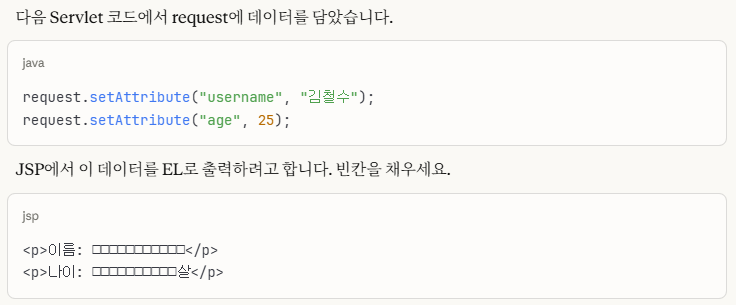 다음 Servlet 코드에서 request에 데이터를 담았습니다.
java
request.setAttribute("username", "김철수");
request.setAttribute("age", 25);
JSP에서 이 데이터를 EL로 출력하려고 합니다. 빈칸을 채우세요.
jsp
<p>이름: □□□□□□□□□□□</p>
<p>나이: □□□□□□□□□□살</p>